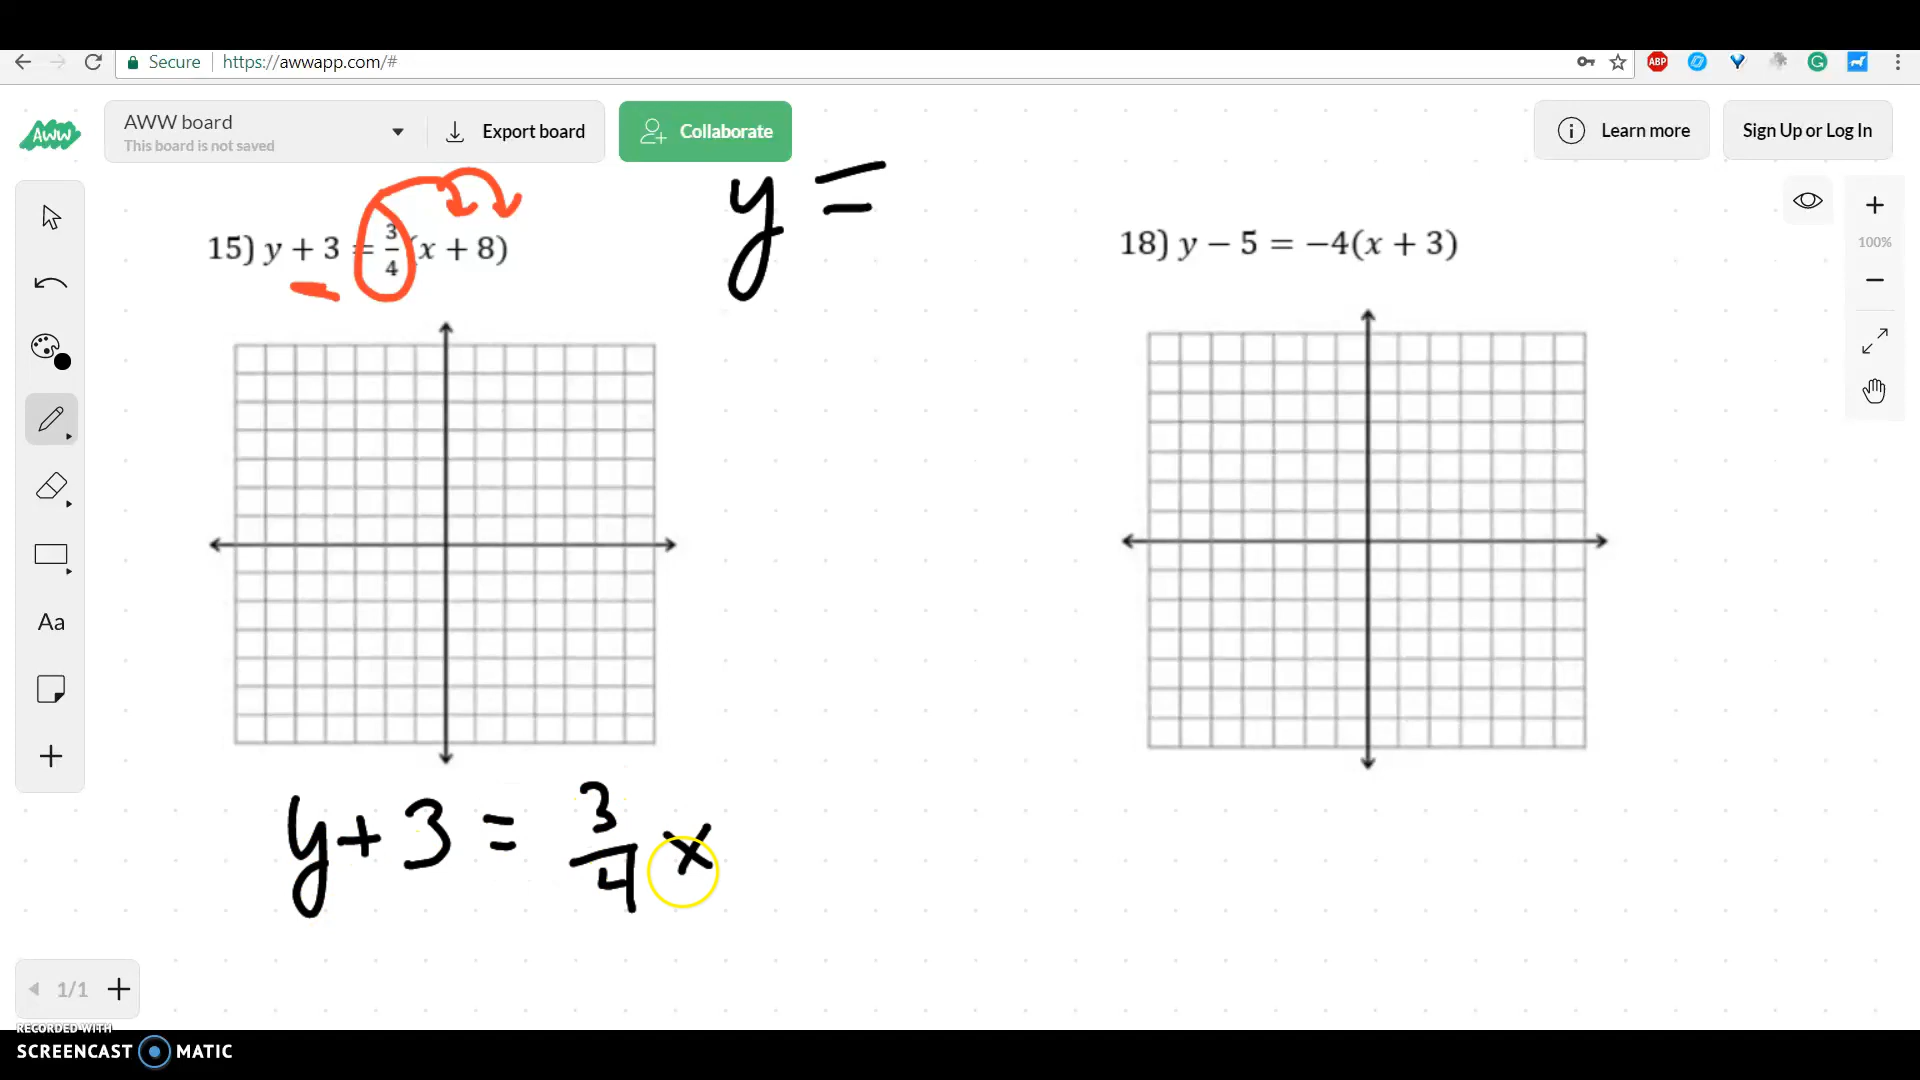 Secure https://awwapp.com/#
ABP
G
AWW
AWW board
This board is not saved
Export board
Collaborate
Learn more
Sign Up or Log In
y =
15) y + 3 = 3/4 (x + 8)
18) y − 5 = −4(x + 3)
100%
Aa
y + 3 = 3/4 x
1/1
RECORDED WITH
SCREENCAST MATIC